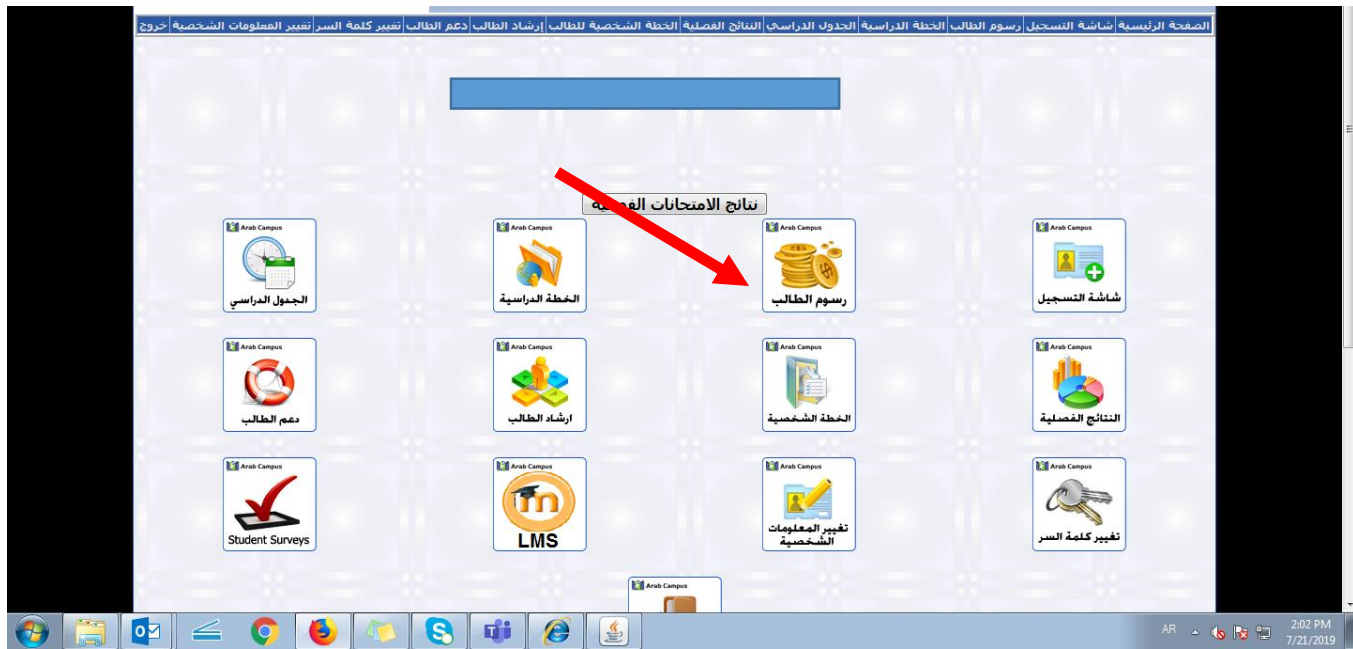 الصفحة الرئيسية شاشة التسجيل رسوم الطالب الخطة الدراسية الجدول الدراسي النتائج الفصلية الخطة الشخصية للطالب إرشاد الطالب دعم الطالب تغيير كلمة السر تغيير المعلومات الشخصية خروج
نتائج الامتحانات
Arab Campus
شاشة التسجيل
Arab Campus
رسوم الطالب
Arab Campus
الخطة الدراسية
Arab Campus
الجدول الدراسي
Arab Campus
النتائج الفصلية
Arab Campus
الخطة الشخصية
Arab Campus
ارشاد الطالب
Arab Campus
دعم الطالب
Arab Campus
تغيير كلمة السر
Arab Campus
تغيير المعلومات
الشخصية
Arab Campus
m
LMS
Arab Campus
Student Surveys
Arab Campus
AR
2:02 PM
7/21/2019